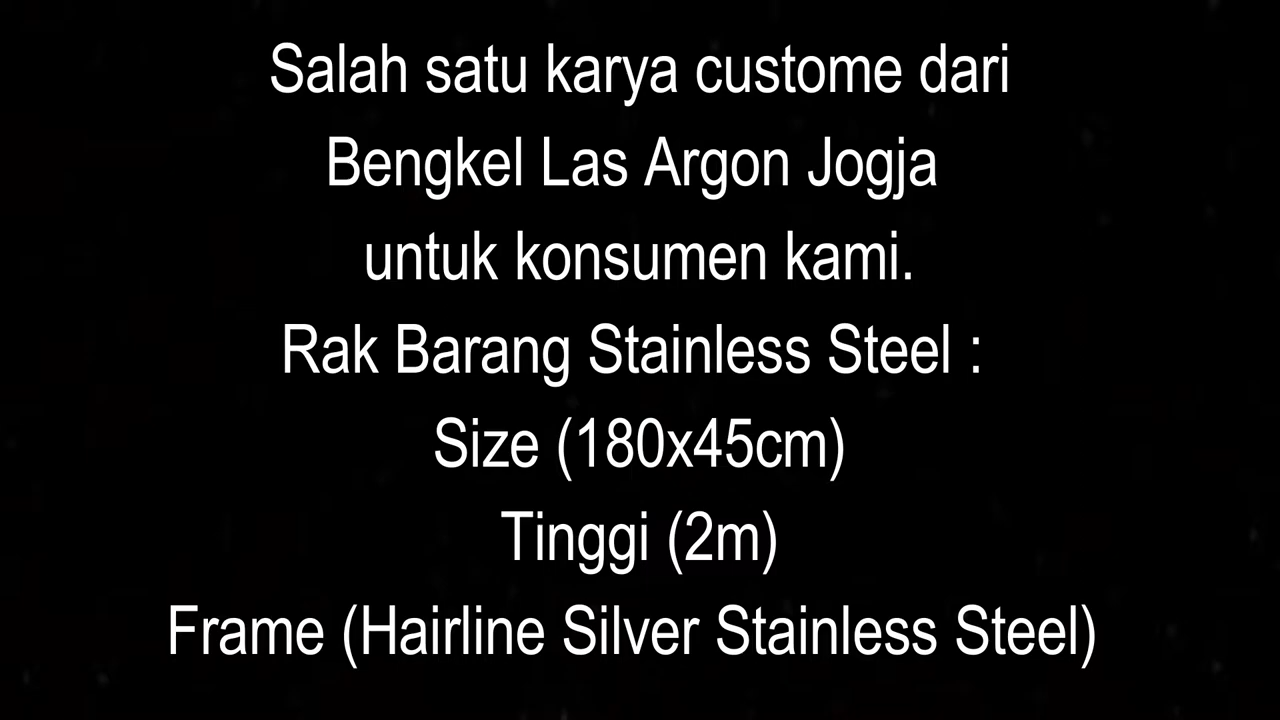 Salah satu karya custome dari
Bengkel Las Argon Jogja
untuk konsumen kami.
Rak Barang Stainless Steel :
Size (180x45cm)
Tinggi (2m)
Frame (Hairline Silver Stainless Steel)